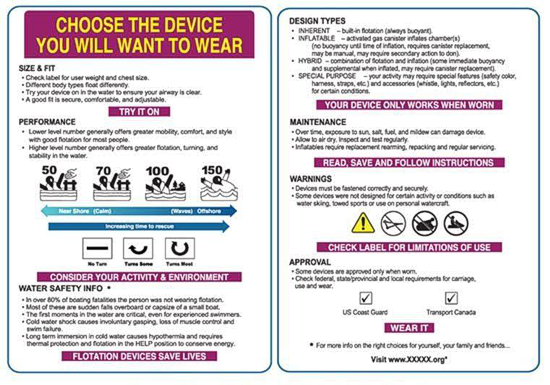 CHOOSE THE DEVICE
YOU WILL WANT TO WEAR
SIZE & FIT
• Check label for user weight and chest size.
• Different body types float differently.
• Try your device on in the water to ensure your airway is clear.
• A good fit is secure, comfortable, and adjustable.
TRY IT ON
PERFORMANCE
• Lower level number generally offers greater mobility, comfort, and style
with good flotation for most people.
• Higher level number generally offers greater flotation, turning, and
stability in the water.
50 70 100 150
Near Shore (Calm) (Waves) Offshore
Increasing time to rescue
No Turn Turns Some Turns Most
CONSIDER YOUR ACTIVITY & ENVIRONMENT
WATER SAFETY INFO *
• In over 80% of boating fatalities the person was not wearing flotation.
• Most of these are sudden falls overboard or capsize of a small boat.
• The first moments in the water are critical, even for experienced swimmers.
• Cold water shock causes involuntary gasping, loss of muscle control and
swim failure.
• Long term immersion in cold water causes hypothermia and requires
thermal protection and flotation in the HELP position to conserve energy.
FLOTATION DEVICES SAVE LIVES
DESIGN TYPES
• INHERENT – built-in flotation (always buoyant).
• INFLATABLE – activated gas canister inflates chamber(s)
(no buoyancy until time of inflation, requires canister replacement,
may be manual, may require secondary action to don).
• HYBRID – combination of flotation and inflation (some immediate buoyancy
and supplemental when inflated, may require canister replacement).
• SPECIAL PURPOSE – your activity may require special features (safety color,
harness, straps, etc.) and accessories (whistle, lights, reflectors, etc.)
for certain conditions.
YOUR DEVICE ONLY WORKS WHEN WORN
MAINTENANCE
• Over time, exposure to sun, salt, fuel, and mildew can damage device.
• Allow to air dry. Inspect and test regularly.
• Inflatables require replacement rearming, repacking and regular servicing.
READ, SAVE AND FOLLOW INSTRUCTIONS
WARNINGS
• Devices must be fastened correctly and securely.
• Some devices were not designed for certain activity or conditions such as
water skiing, towed sports or use on personal watercraft.
CHECK LABEL FOR LIMITATIONS OF USE
APPROVAL
• Some devices are approved only when worn.
• Check federal, state/provincial and local requirements for carriage,
use and wear.
US Coast Guard Transport Canada
WEAR IT
* For more info on the right choices for yourself, your family and friends...
Visit www.XXXXX.org*